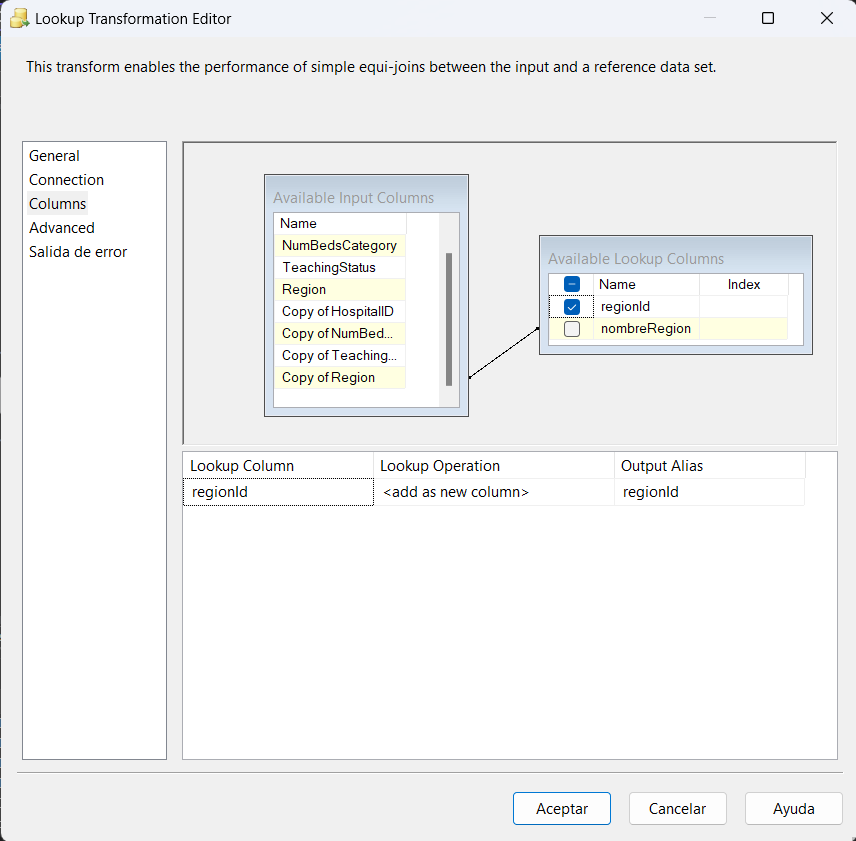 Lookup Transformation Editor
This transform enables the performance of simple equi-joins between the input and a reference data set.
General
Connection
Columns
Advanced
Salida de error
Available Input Columns
Name
NumBedsCategory
TeachingStatus
Region
Copy of HospitalID
Copy of NumBed...
Copy of Teaching...
Copy of Region
Available Lookup Columns
Name Index
regionId
nombreRegion
Lookup Column Lookup Operation Output Alias
regionId <add as new column> regionId
Aceptar Cancelar Ayuda